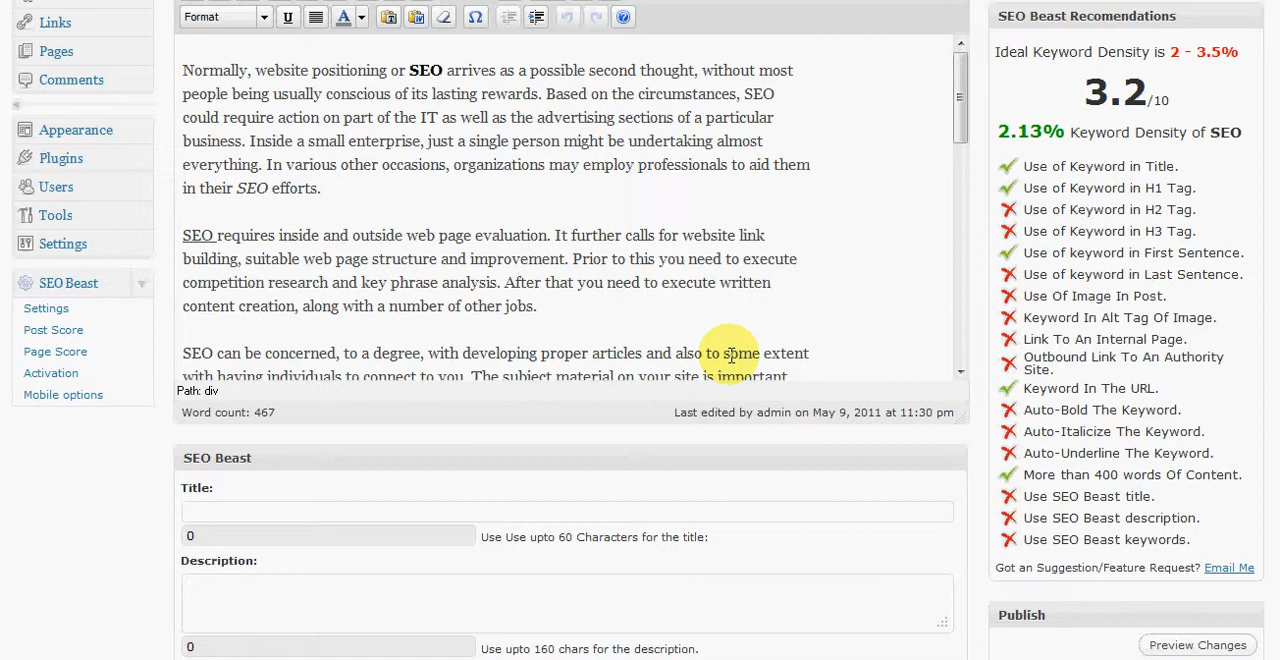 Links
Pages
Comments
Appearance
Plugins
Users
Tools
Settings
SEO Beast
Settings
Post Score
Page Score
Activation
Mobile options
Format
U
A
Ω
Normally, website positioning or SEO arrives as a possible second thought, without most
people being usually conscious of its lasting rewards. Based on the circumstances, SEO
could require action on part of the IT as well as the advertising sections of a particular
business. Inside a small enterprise, just a single person might be undertaking almost
everything. In various other occasions, organizations may employ professionals to aid them
in their SEO efforts.
SEO requires inside and outside web page evaluation. It further calls for website link
building, suitable web page structure and improvement. Prior to this you need to execute
competition research and key phrase analysis. After that you need to execute written
content creation, along with a number of other jobs.
SEO can be concerned, to a degree, with developing proper articles and also to some extent
with having individuals to connect to you. The subject material on your site is important
Path: div
Word count: 467
Last edited by admin on May 9, 2011 at 11:30 pm
SEO Beast
Title:
0
Use Use upto 60 Characters for the title:
Description:
0
Use upto 160 chars for the description.
SEO Beast Recomendations
Ideal Keyword Density is 2 - 3.5%
3.2/10
2.13% Keyword Density of SEO
Use of Keyword in Title.
Use of Keyword in H1 Tag.
Use of Keyword in H2 Tag.
Use of Keyword in H3 Tag.
Use of keyword in First Sentence.
Use of Keyword in Last Sentence.
Use Of Image In Post.
Keyword In Alt Tag Of Image.
Link To An Internal Page.
Outbound Link To An Authority
Site.
Keyword In The URL.
Auto-Bold The Keyword.
Auto-Italicize The Keyword.
Auto-Underline The Keyword.
More than 400 words Of Content.
Use SEO Beast title.
Use SEO Beast description.
Use SEO Beast keywords.
Got an Suggestion/Feature Request? Email Me
Publish
Preview Changes